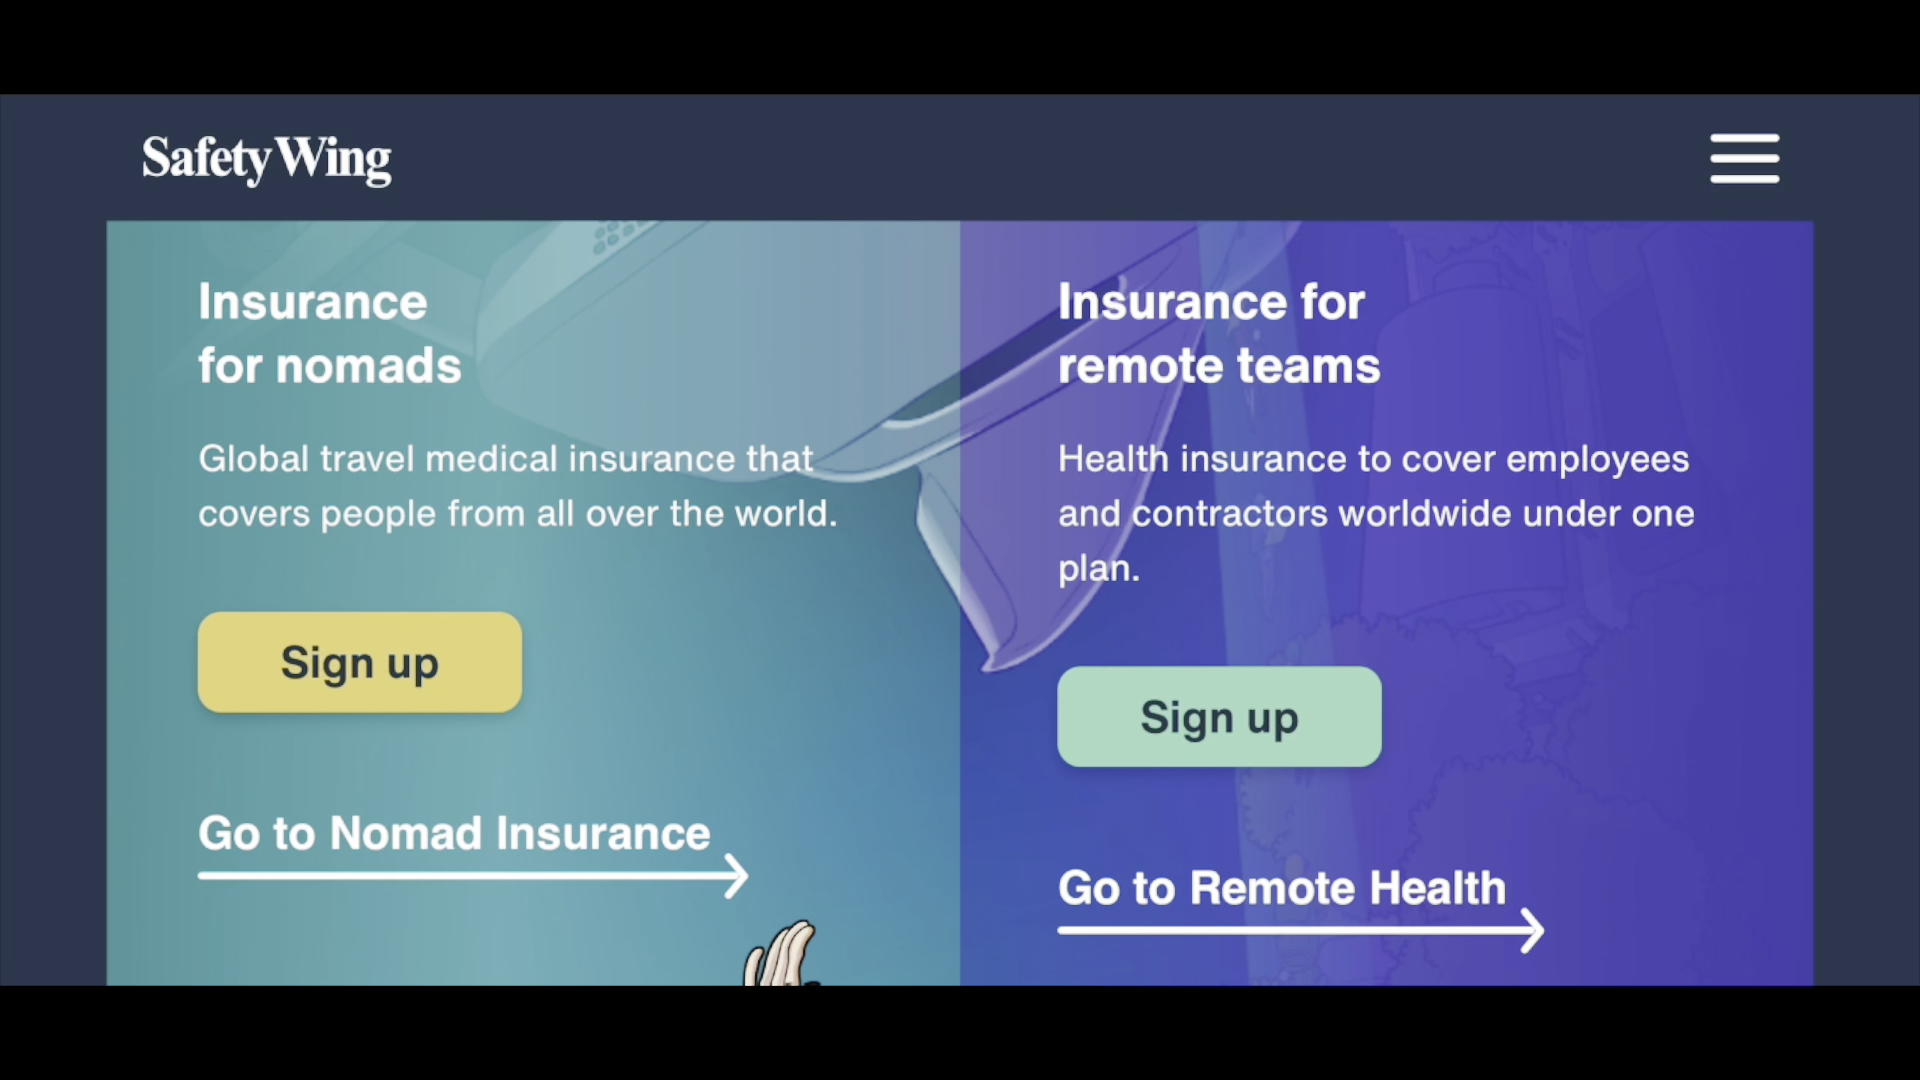 SafetyWing
Insurance
for nomads
Global travel medical insurance that
covers people from all over the world.
Sign up
Go to Nomad Insurance
Insurance for
remote teams
Health insurance to cover employees
and contractors worldwide under one
plan.
Sign up
Go to Remote Health